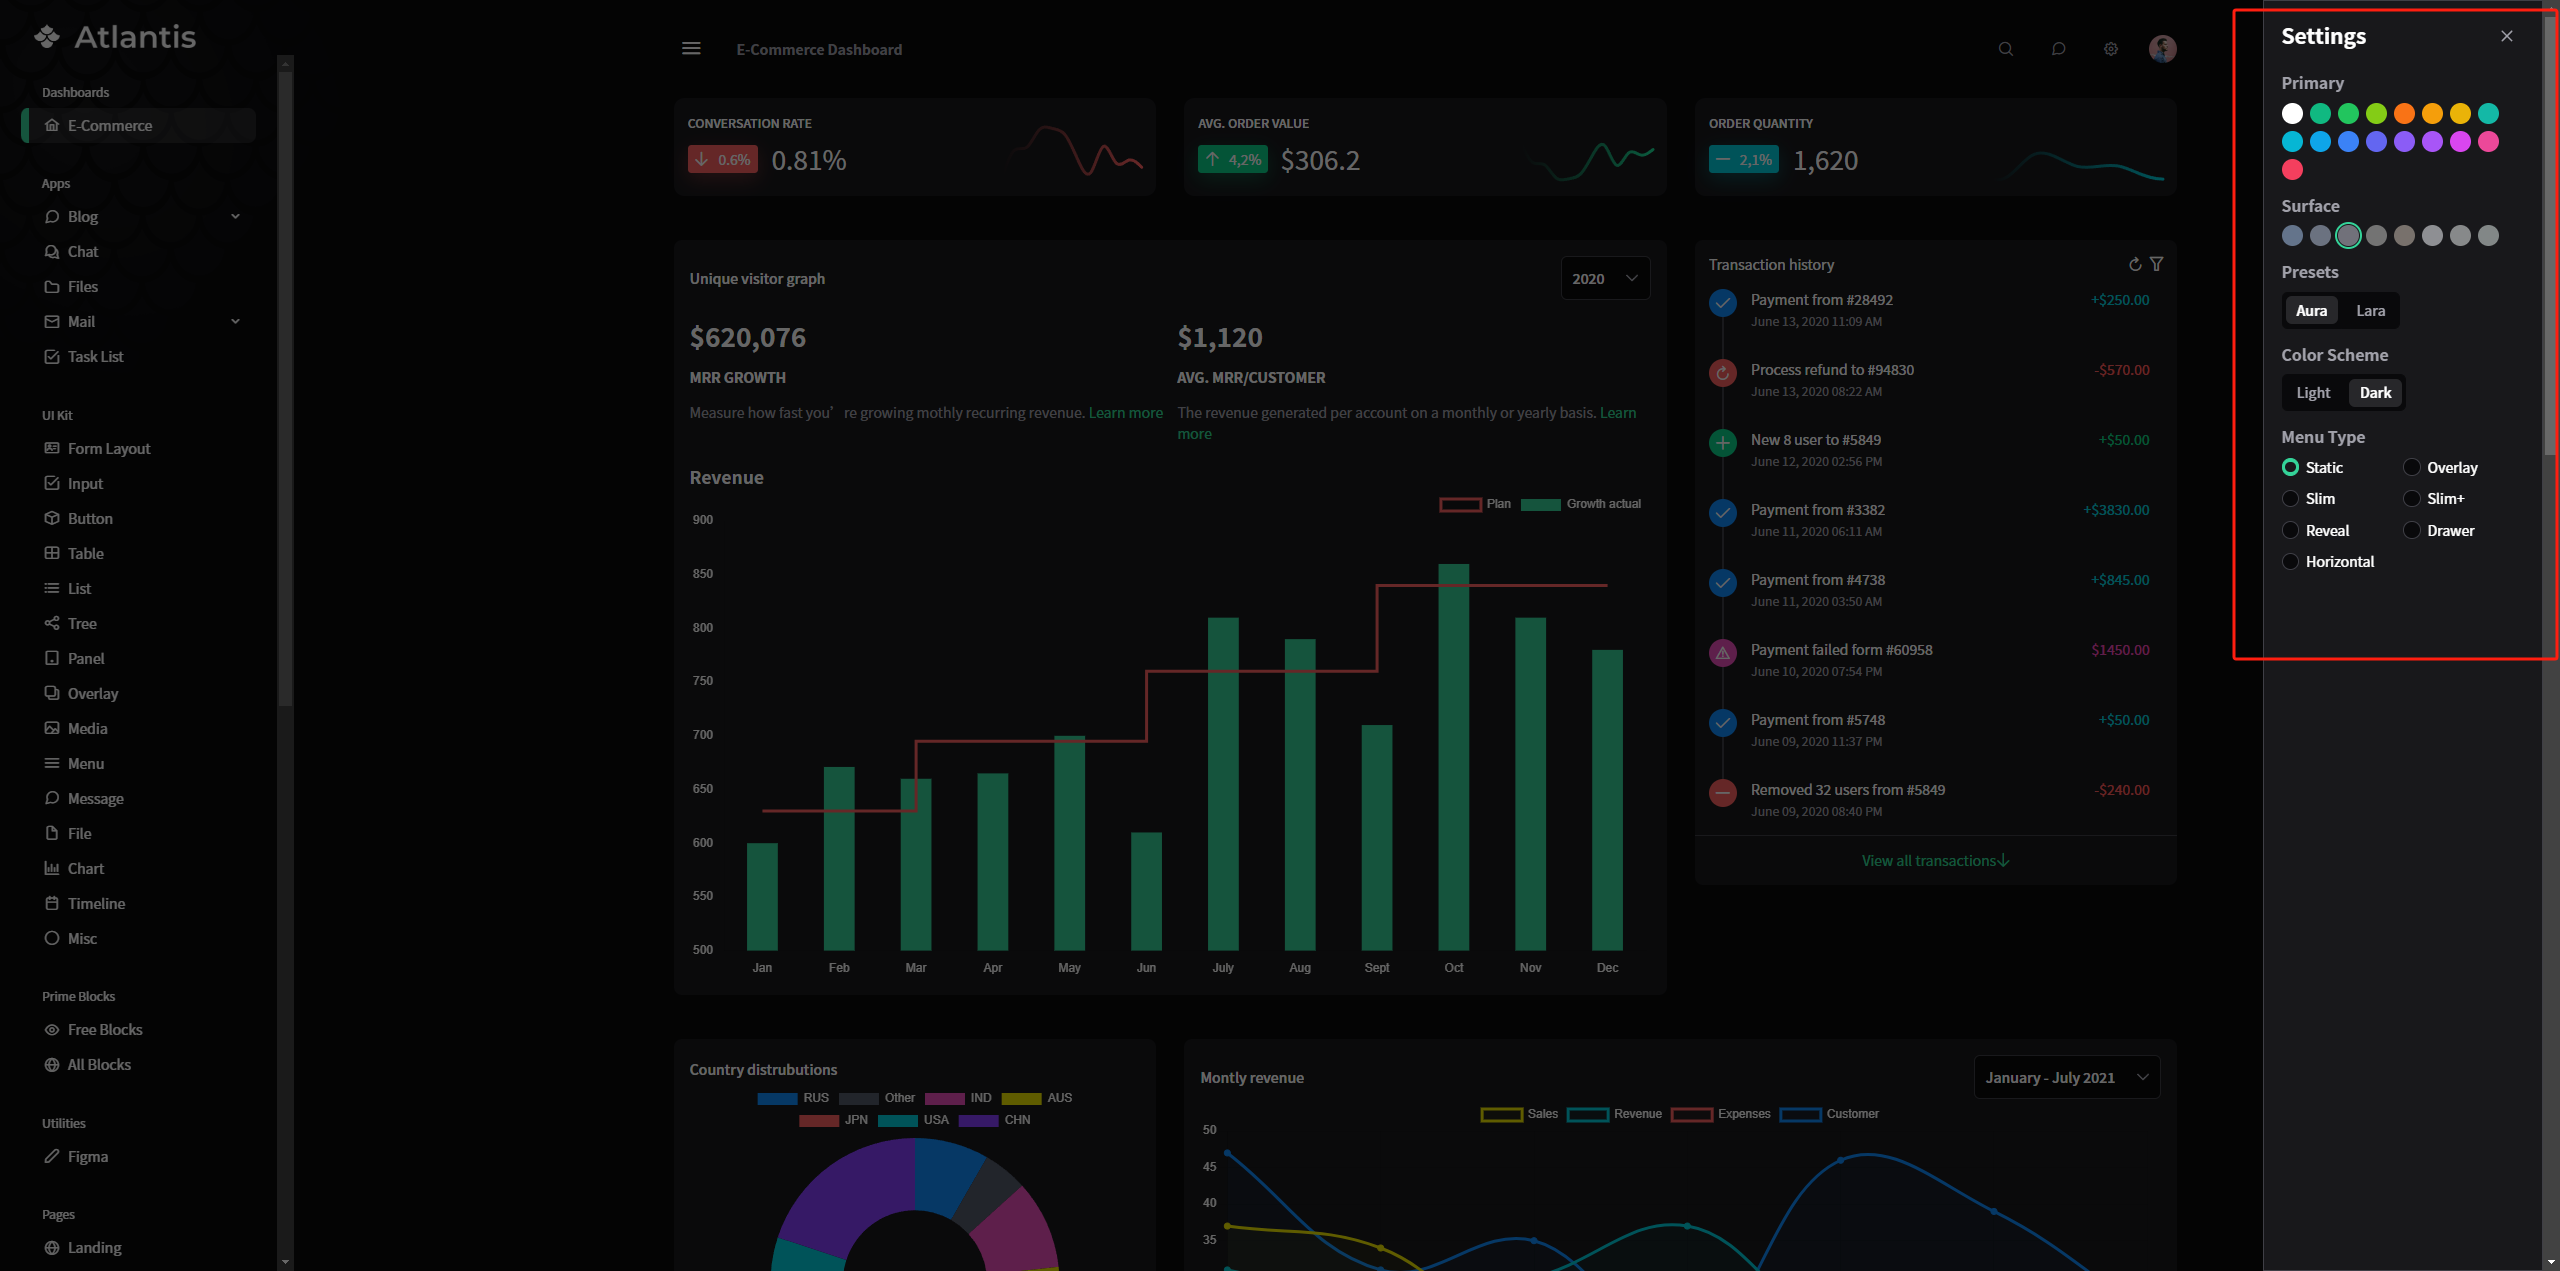 Atlantis
Dashboards
E-Commerce
Apps
Blog
Chat
Files
Mail
Task List
UI Kit
Form Layout
Input
Button
Table
List
Tree
Panel
Overlay
Media
Menu
Message
File
Chart
Timeline
Misc
Prime Blocks
Free Blocks
All Blocks
Utilities
Figma
Pages
Landing
E-Commerce Dashboard
CONVERSATION RATE
0.6% 0.81%
AVG. ORDER VALUE
4,2% $306.2
ORDER QUANTITY
2,1% 1,620
Unique visitor graph
2020
$620,076
MRR GROWTH
Measure how fast you’re growing mothly recurring revenue. Learn more
$1,120
AVG. MRR/CUSTOMER
The revenue generated per account on a monthly or yearly basis. Learn
more
Revenue
Plan Growth actual
900
850
800
750
700
650
600
550
500
Jan Feb Mar Apr May Jun July Aug Sept Oct Nov Dec
Transaction history
Payment from #28492 +$250.00
June 13, 2020 11:09 AM
Process refund to #94830 -$570.00
June 13, 2020 08:22 AM
New 8 user to #5849 +$50.00
June 12, 2020 02:56 PM
Payment from #3382 +$3830.00
June 11, 2020 06:11 AM
Payment from #4738 +$845.00
June 11, 2020 03:50 AM
Payment failed form #60958 $1450.00
June 10, 2020 07:54 PM
Payment from #5748 +$50.00
June 09, 2020 11:37 PM
Removed 32 users from #5849 -$240.00
June 09, 2020 08:40 PM
View all transactions
Country distrubutions
RUS Other IND AUS
JPN USA CHN
Montly revenue
January - July 2021
Sales Revenue Expenses Customer
50
45
40
35
Settings
Primary
Surface
Presets
Aura Lara
Color Scheme
Light Dark
Menu Type
Static Overlay
Slim Slim+
Reveal Drawer
Horizontal